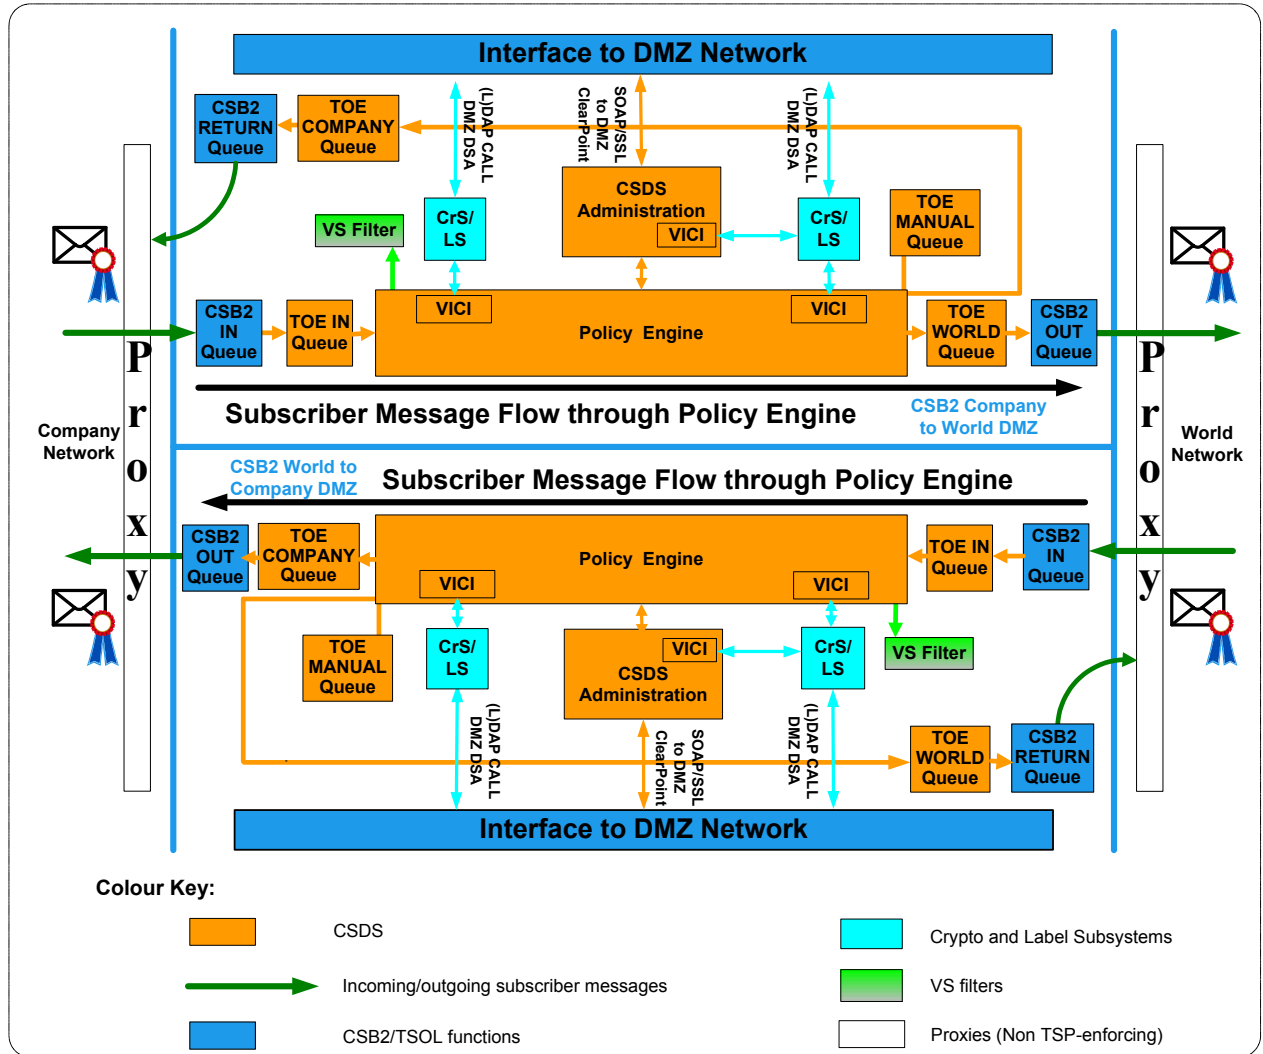 Interface to DMZ Network
CSB2
RETURN
Queue
TOE
COMPANY
Queue
(L)DAP CALL
DMZ DSA
SOAP/SSL
to DMZ
ClearPoint
(L)DAP CALL
DMZ DSA
CSDS
Administration
VICI
CrS/
LS
CrS/
LS
TOE
MANUAL
Queue
VS Filter
VICI
VICI
Policy Engine
CSB2
IN
Queue
TOE IN
Queue
TOE
WORLD
Queue
CSB2
OUT
Queue
Proxy
Proxy
Subscriber Message Flow through Policy Engine
CSB2 Company
to World DMZ
Company
Network
World
Network
CSB2 World to
Company DMZ
Subscriber Message Flow through Policy Engine
CSB2
OUT
Queue
TOE
COMPANY
Queue
Policy Engine
VICI
VICI
TOE IN
Queue
CSB2
IN
Queue
TOE
MANUAL
Queue
CrS/
LS
VICI
CSDS
Administration
CrS/
LS
VS Filter
(L)DAP CALL
DMZ DSA
SOAP/SSL
to DMZ
ClearPoint
(L)DAP CALL
DMZ DSA
TOE
WORLD
Queue
CSB2
RETURN
Queue
Interface to DMZ Network
Colour Key:
CSDS
Crypto and Label Subsystems
Incoming/outgoing subscriber messages
VS filters
CSB2/TSOL functions
Proxies (Non TSP-enforcing)